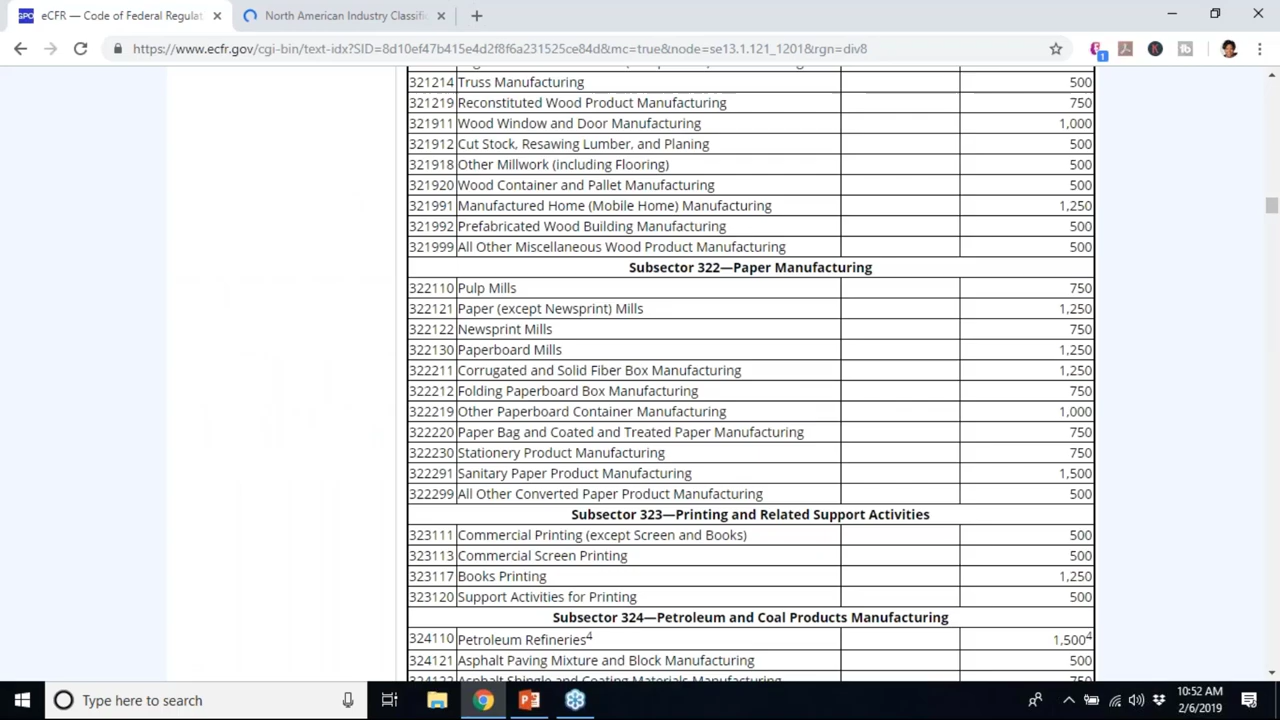 eCFR — Code of Federal Regulat
North American Industry Classifi
https://www.ecfr.gov/cgi-bin/text-idx?SID=8d10ef47b415e4d2f8f6a231525ce84d&mc=true&node=se13.1.121_1201&rgn=div8
321214 Truss Manufacturing 500
321219 Reconstituted Wood Product Manufacturing 750
321911 Wood Window and Door Manufacturing 1,000
321912 Cut Stock, Resawing Lumber, and Planing 500
321918 Other Millwork (including Flooring) 500
321920 Wood Container and Pallet Manufacturing 500
321991 Manufactured Home (Mobile Home) Manufacturing 1,250
321992 Prefabricated Wood Building Manufacturing 500
321999 All Other Miscellaneous Wood Product Manufacturing 500
Subsector 322—Paper Manufacturing
322110 Pulp Mills 750
322121 Paper (except Newsprint) Mills 1,250
322122 Newsprint Mills 750
322130 Paperboard Mills 1,250
322211 Corrugated and Solid Fiber Box Manufacturing 1,250
322212 Folding Paperboard Box Manufacturing 750
322219 Other Paperboard Container Manufacturing 1,000
322220 Paper Bag and Coated and Treated Paper Manufacturing 750
322230 Stationery Product Manufacturing 750
322291 Sanitary Paper Product Manufacturing 1,500
322299 All Other Converted Paper Product Manufacturing 500
Subsector 323—Printing and Related Support Activities
323111 Commercial Printing (except Screen and Books) 500
323113 Commercial Screen Printing 500
323117 Books Printing 1,250
323120 Support Activities for Printing 500
Subsector 324—Petroleum and Coal Products Manufacturing
324110 Petroleum Refineries4 1,5004
324121 Asphalt Paving Mixture and Block Manufacturing 500
324122 Asphalt Shingle and Coating Materials Manufacturing 750
Type here to search
10:52 AM
2/6/2019